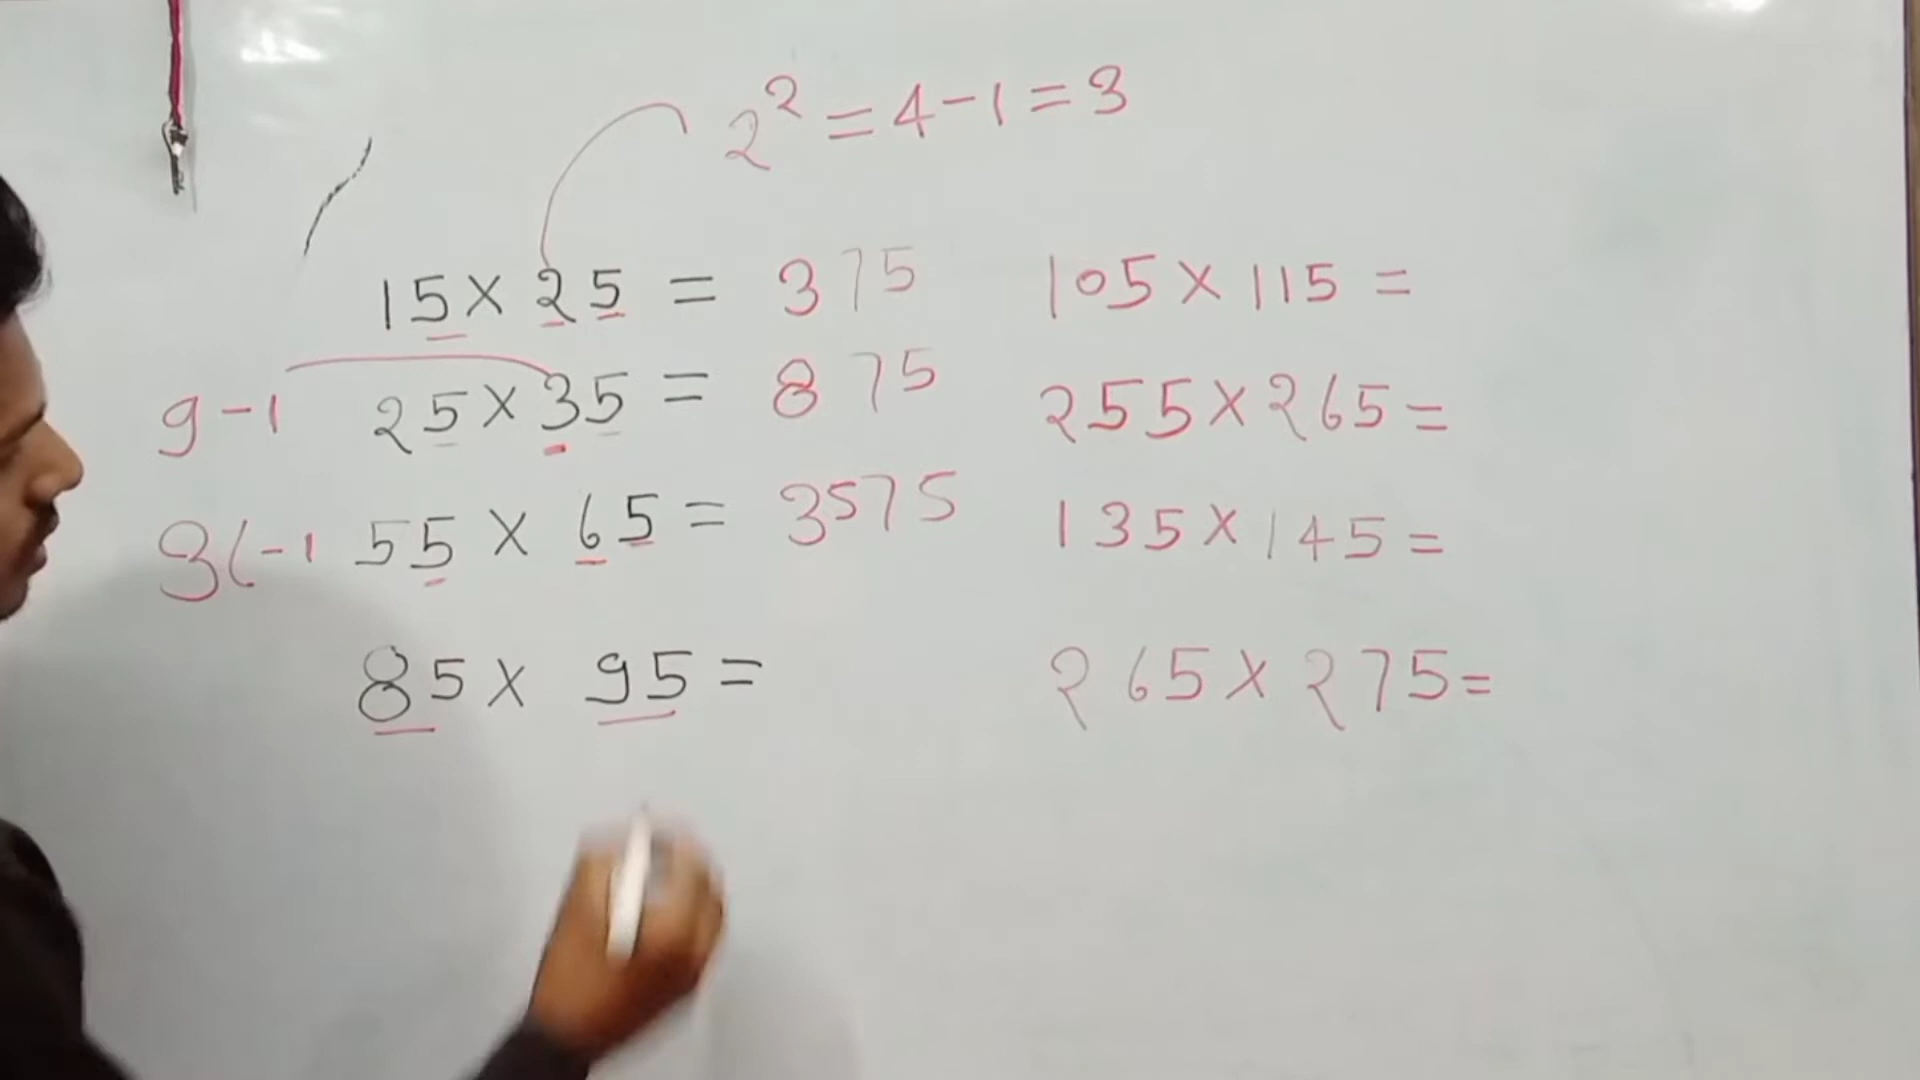 2² = 4 - 1 = 3
15 × 25 = 375
9 - 1 25 × 35 = 875
36 - 1 55 × 65 = 3575
85 × 95 =
105 × 115 =
255 × 265 =
135 × 145 =
265 × 275 =